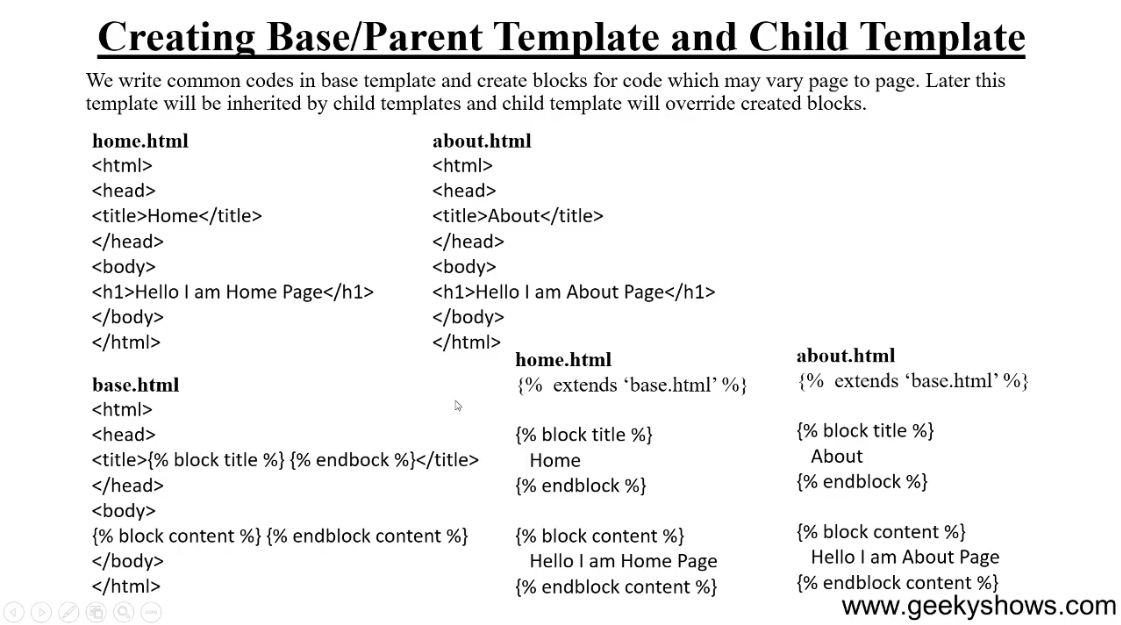 Creating Base/Parent Template and Child Template
We write common codes in base template and create blocks for code which may vary page to page. Later this
template will be inherited by child templates and child template will override created blocks.
home.html
<html>
<head>
<title>Home</title>
</head>
<body>
<h1>Hello I am Home Page</h1>
</body>
</html>
about.html
<html>
<head>
<title>About</title>
</head>
<body>
<h1>Hello I am About Page</h1>
</body>
</html>
base.html
<html>
<head>
<title>{% block title %} {% endbock %}</title>
</head>
<body>
{% block content %} {% endblock content %}
</body>
</html>
home.html
{% extends ‘base.html’ %}
{% block title %}
Home
{% endblock %}
{% block content %}
Hello I am Home Page
{% endblock content %}
about.html
{% extends ‘base.html’ %}
{% block title %}
About
{% endblock %}
{% block content %}
Hello I am About Page
{% endblock content %}
www.geekyshows.com